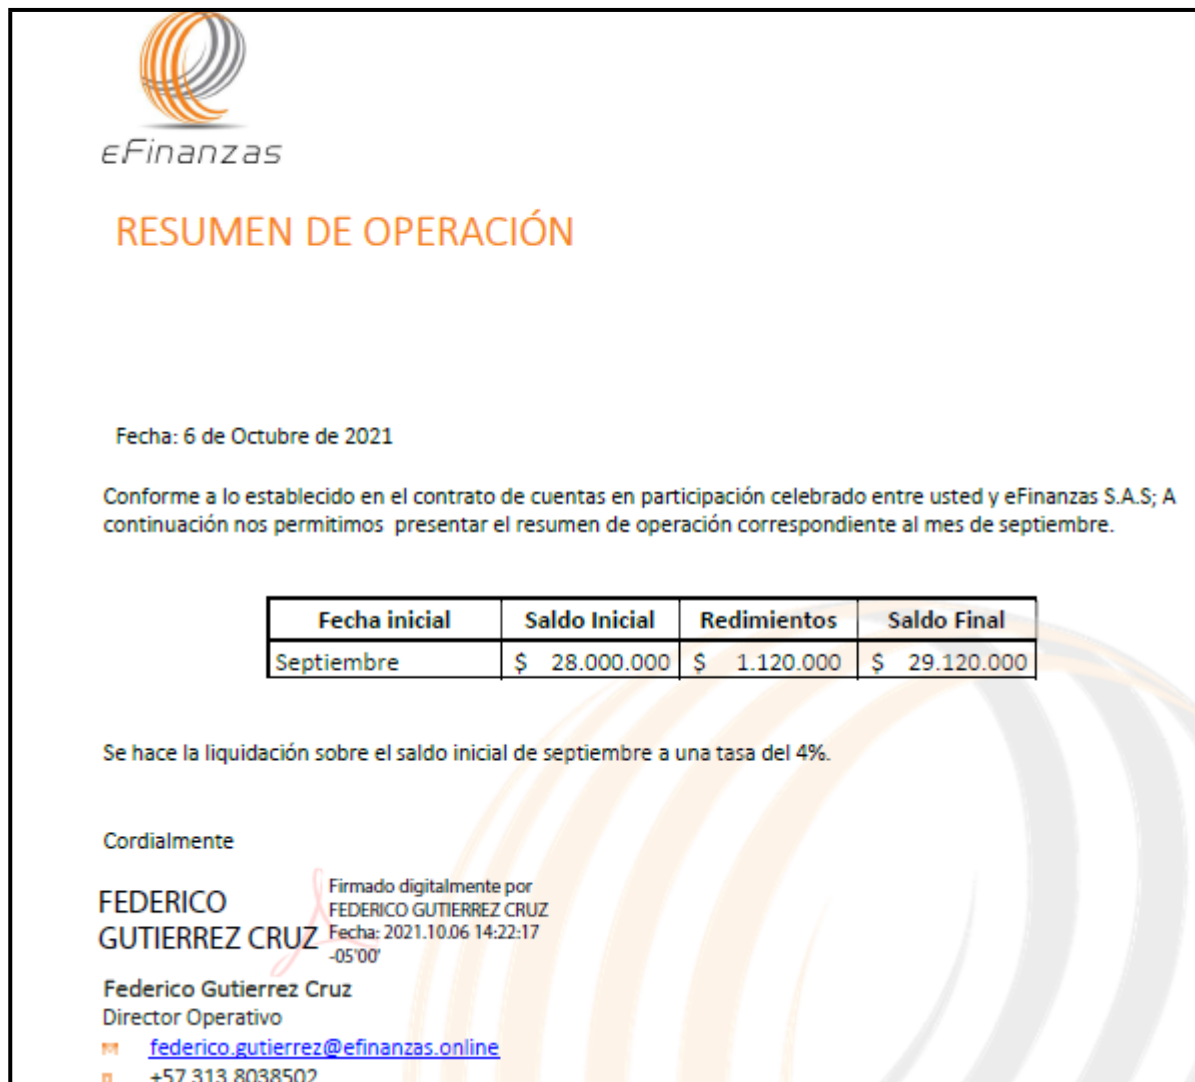 eFinanzas
RESUMEN DE OPERACIÓN
Fecha: 6 de Octubre de 2021
Conforme a lo establecido en el contrato de cuentas en participación celebrado entre usted y eFinanzas S.A.S; A
continuación nos permitimos presentar el resumen de operación correspondiente al mes de septiembre.
Fecha inicial Saldo Inicial Redimientos Saldo Final
Septiembre $ 28.000.000 $ 1.120.000 $ 29.120.000
Se hace la liquidación sobre el saldo inicial de septiembre a una tasa del 4%.
Cordialmente
FEDERICO
GUTIERREZ CRUZ
Firmado digitalmente por
FEDERICO GUTIERREZ CRUZ
Fecha: 2021.10.06 14:22:17
-05'00'
Federico Gutierrez Cruz
Director Operativo
federico.gutierrez@efinanzas.online
+57 313 8038502